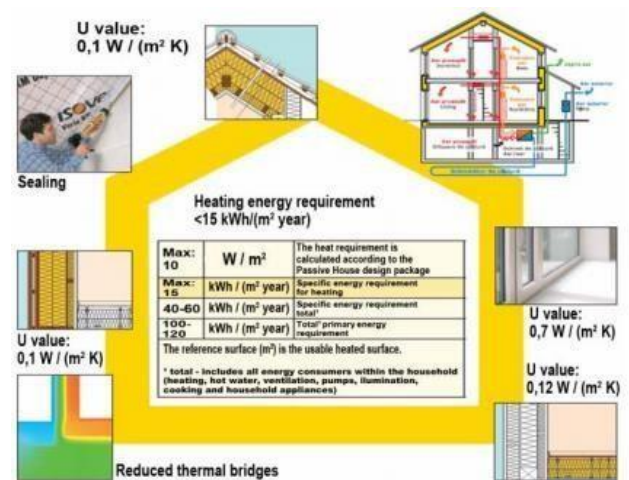 U value:
0,1 W / (m² K)
ISOVER
Sealing
Heating energy requirement
<15 kWh/(m² year)
Max:
10
W / m²
The heat requirement is
calculated according to the
Passive House design package
Max:
15
kWh / (m² year)
Specific energy requirement
for heating
40-60
kWh / (m² year)
Specific energy requirement
total¹
100-
120
kWh / (m² year)
Total¹ primary energy
requirement
The reference surface (m²) is the usable heated surface.
¹ total - includes all energy consumers within the household
(heating, hot water, ventilation, pumps, ilumination,
cooking and household appliances)
U value:
0,1 W / (m² K)
U value:
0,7 W / (m² K)
U value:
0,12 W / (m² K)
Reduced thermal bridges